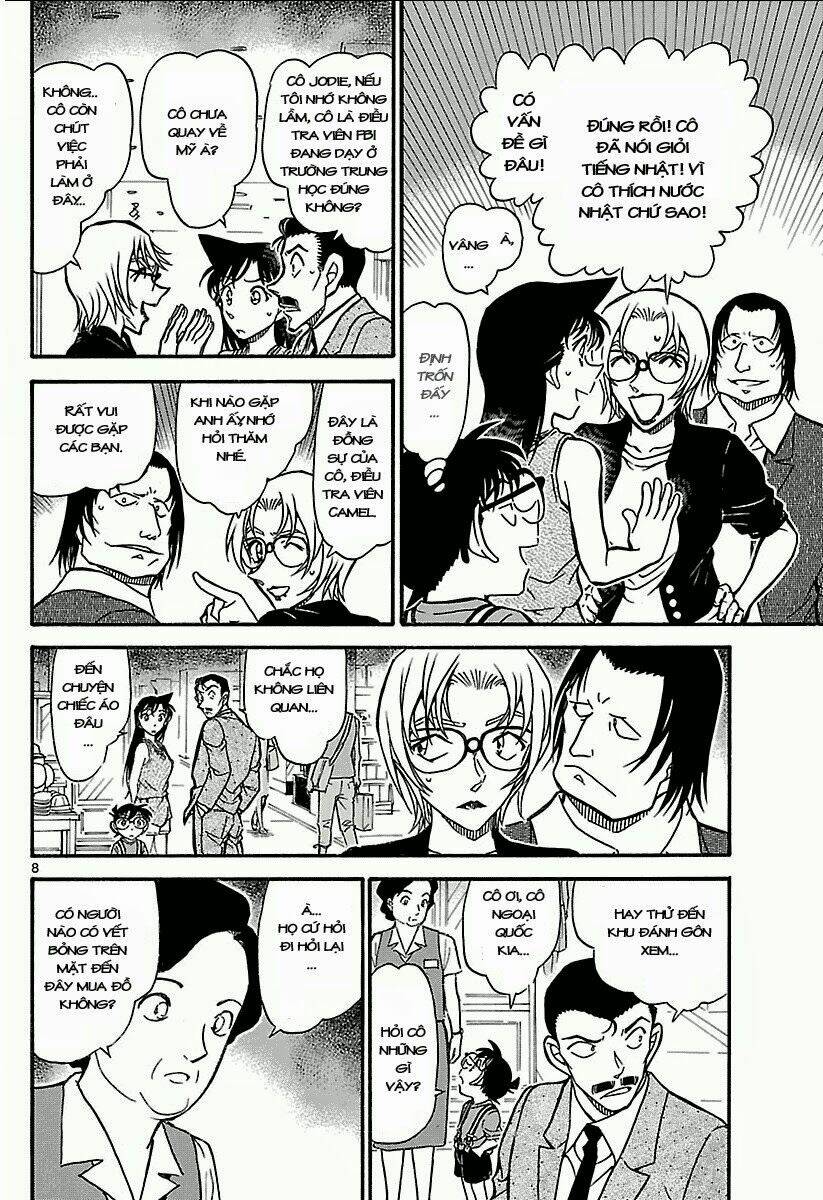 ĐÚNG RỒI! CÔ
ĐÃ NÓI GIỎI
TIẾNG NHẬT! VÌ
CÔ THÍCH NƯỚC
NHẬT CHỨ SAO!
CÓ
VẤN
ĐỀ GÌ
ĐÂU!
VÂNG
...
À,
ĐỊNH
TRỐN
ĐẤY
...
CÔ JODIE, NẾU
TÔI NHỚ KHÔNG
LẦM, CÔ LÀ ĐIỀU
TRA VIÊN FBI
ĐANG DẠY Ở
TRƯỜNG TRUNG
HỌC ĐÚNG
KHÔNG?
CÔ CHƯA
QUAY VỀ
MỸ À?
KHÔNG..
CÔ CÒN
CHÚT
VIỆC
PHẢI
LÀM Ở
ĐÂY..
ĐÂY LÀ
ĐỒNG
SỰ CỦA
CÔ, ĐIỀU
TRA VIÊN
CAMEL.
KHI NÀO GẶP
ANH ẤY,NHỚ
HỎI THĂM
NHÉ.
RẤT VUI
ĐƯỢC GẶP
CÁC BẠN.
CHẮC HỌ
KHÔNG LIÊN
QUAN...
ĐẾN
CHUYỆN
CHIẾC ÁO
ĐÂU
...
8
HAY THỬ ĐẾN
KHU ĐÁNH GÔN
XEM...
CÔ ƠI, CÔ
NGOẠI
QUỐC
KIA...
HỎI CÔ
NHỮNG
GÌ
VẬY?
À...
HỌ CỨ HỎI
ĐI HỎI LẠI
...
CÓ NGƯỜI
NÀO CÓ VẾT
BỎNG TRÊN
MẶT ĐẾN
ĐÂY MUA ĐỒ
KHÔNG?